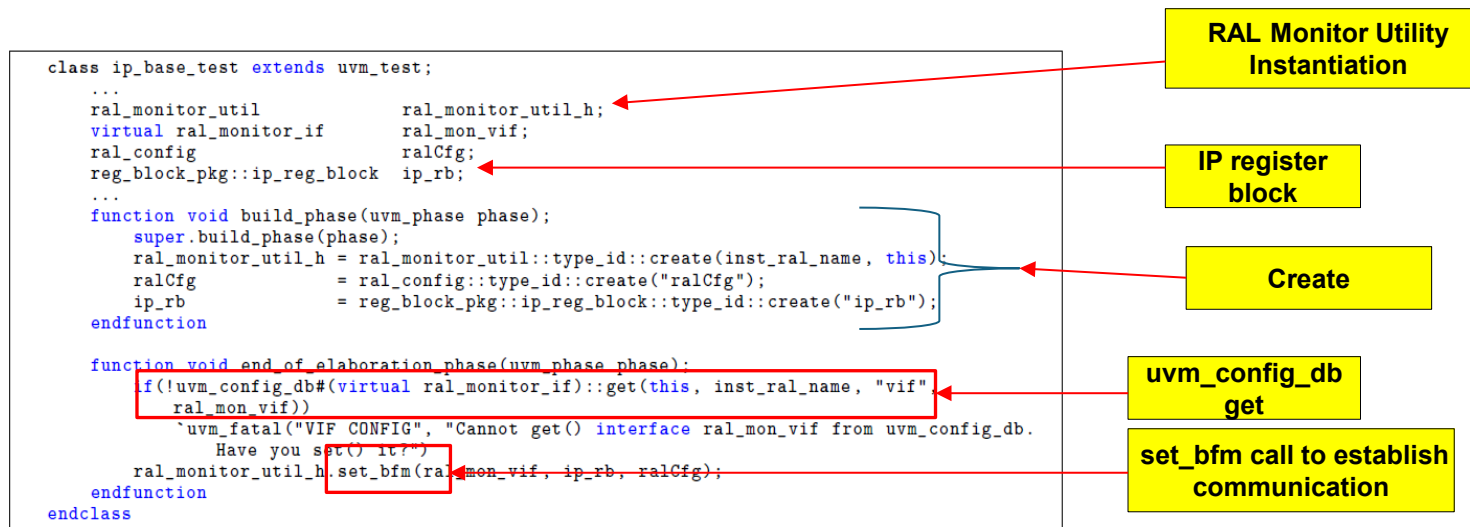 RAL Monitor Utility
Instantiation
class ip_base_test extends uvm_test;
...
ral_monitor_util ral_monitor_util_h;
virtual ral_monitor_if ral_mon_vif;
ral_config ralCfg;
reg_block_pkg::ip_reg_block ip_rb;
...
function void build_phase(uvm_phase phase);
super.build_phase(phase);
ral_monitor_util_h = ral_monitor_util::type_id::create(inst_ral_name, this);
ralCfg = ral_config::type_id::create("ralCfg");
ip_rb = reg_block_pkg::ip_reg_block::type_id::create("ip_rb");
endfunction
function void end_of_elaboration_phase(uvm_phase phase);
if(!uvm_config_db#(virtual ral_monitor_if)::get(this, inst_ral_name, "vif",
ral_mon_vif))
`uvm_fatal("VIF CONFIG", "Cannot get() interface ral_mon_vif from uvm_config_db.
Have you set() it?")
ral_monitor_util_h.set_bfm(ral_mon_vif, ip_rb, ralCfg);
endfunction
endclass
IP register
block
Create
uvm_config_db
get
set_bfm call to establish
communication